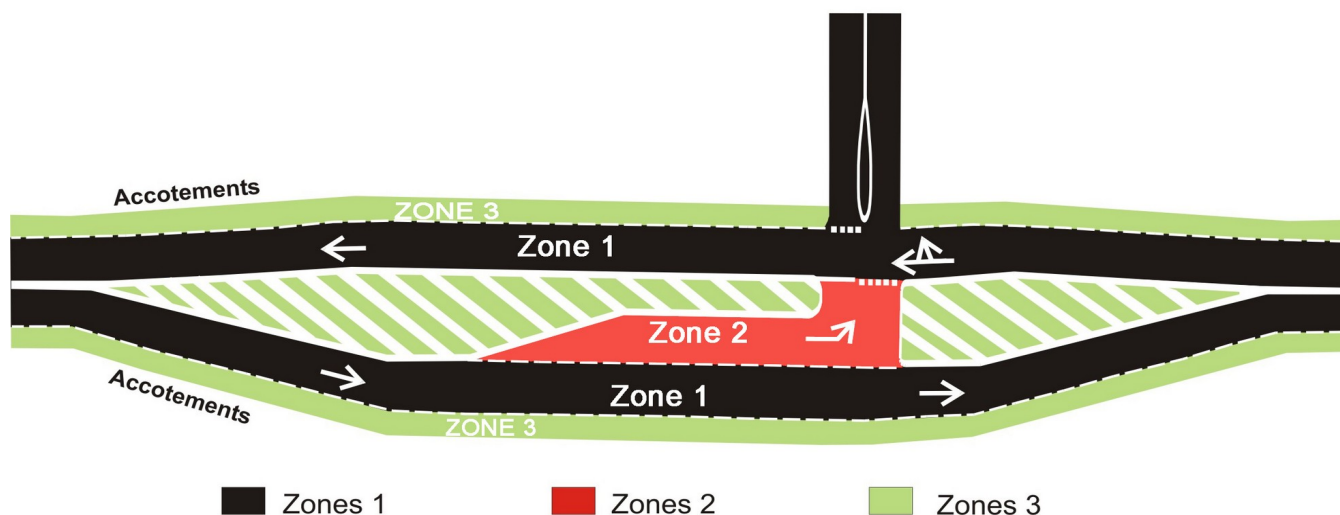 Accotements
ZONE 3
Zone 1
Zone 2
Zone 1
Accotements
ZONE 3
Zones 1
Zones 2
Zones 3